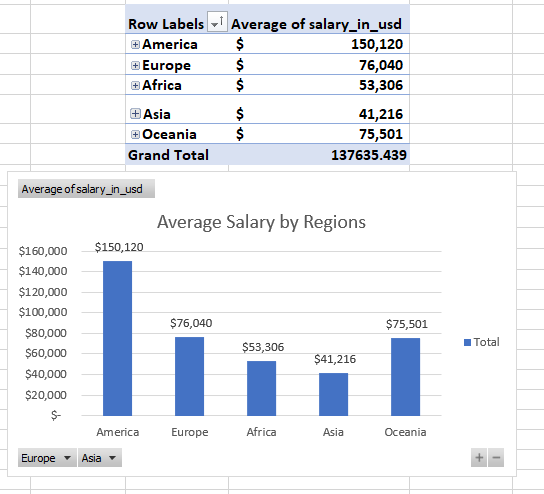 Row Labels Average of salary_in_usd
America $ 150,120
Europe $ 76,040
Africa $ 53,306
Asia $ 41,216
Oceania $ 75,501
Grand Total 137635.439
Average of salary_in_usd
Average Salary by Regions
$160,000
$140,000
$120,000
$100,000
$80,000
$60,000
$40,000
$20,000
$-
$150,120
$76,040
$53,306
$41,216
$75,501
Total
America Europe Africa Asia Oceania
Europe Asia